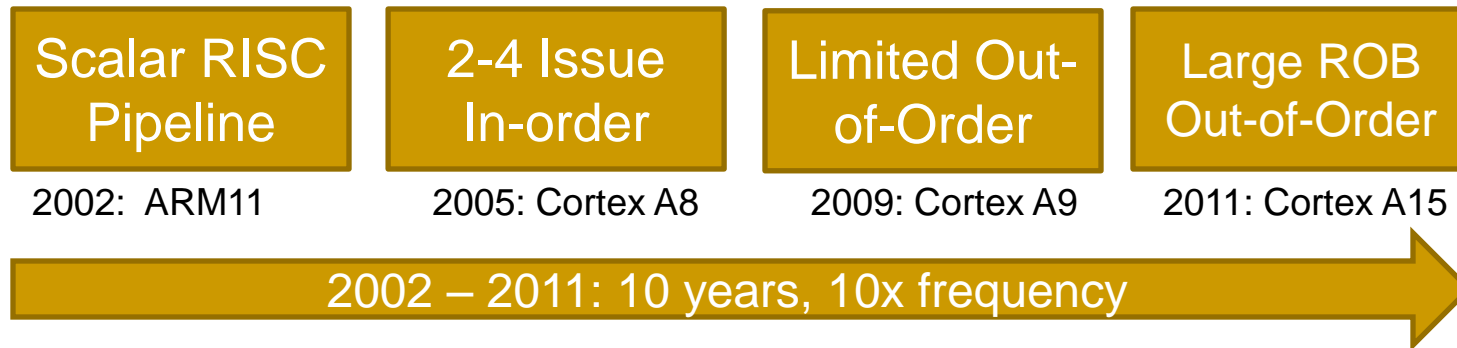 Scalar RISC
Pipeline
2-4 Issue
In-order
Limited Out-
of-Order
Large ROB
Out-of-Order
2002:  ARM11
2005: Cortex A8
2009: Cortex A9
2011: Cortex A15
2002 – 2011: 10 years, 10x frequency